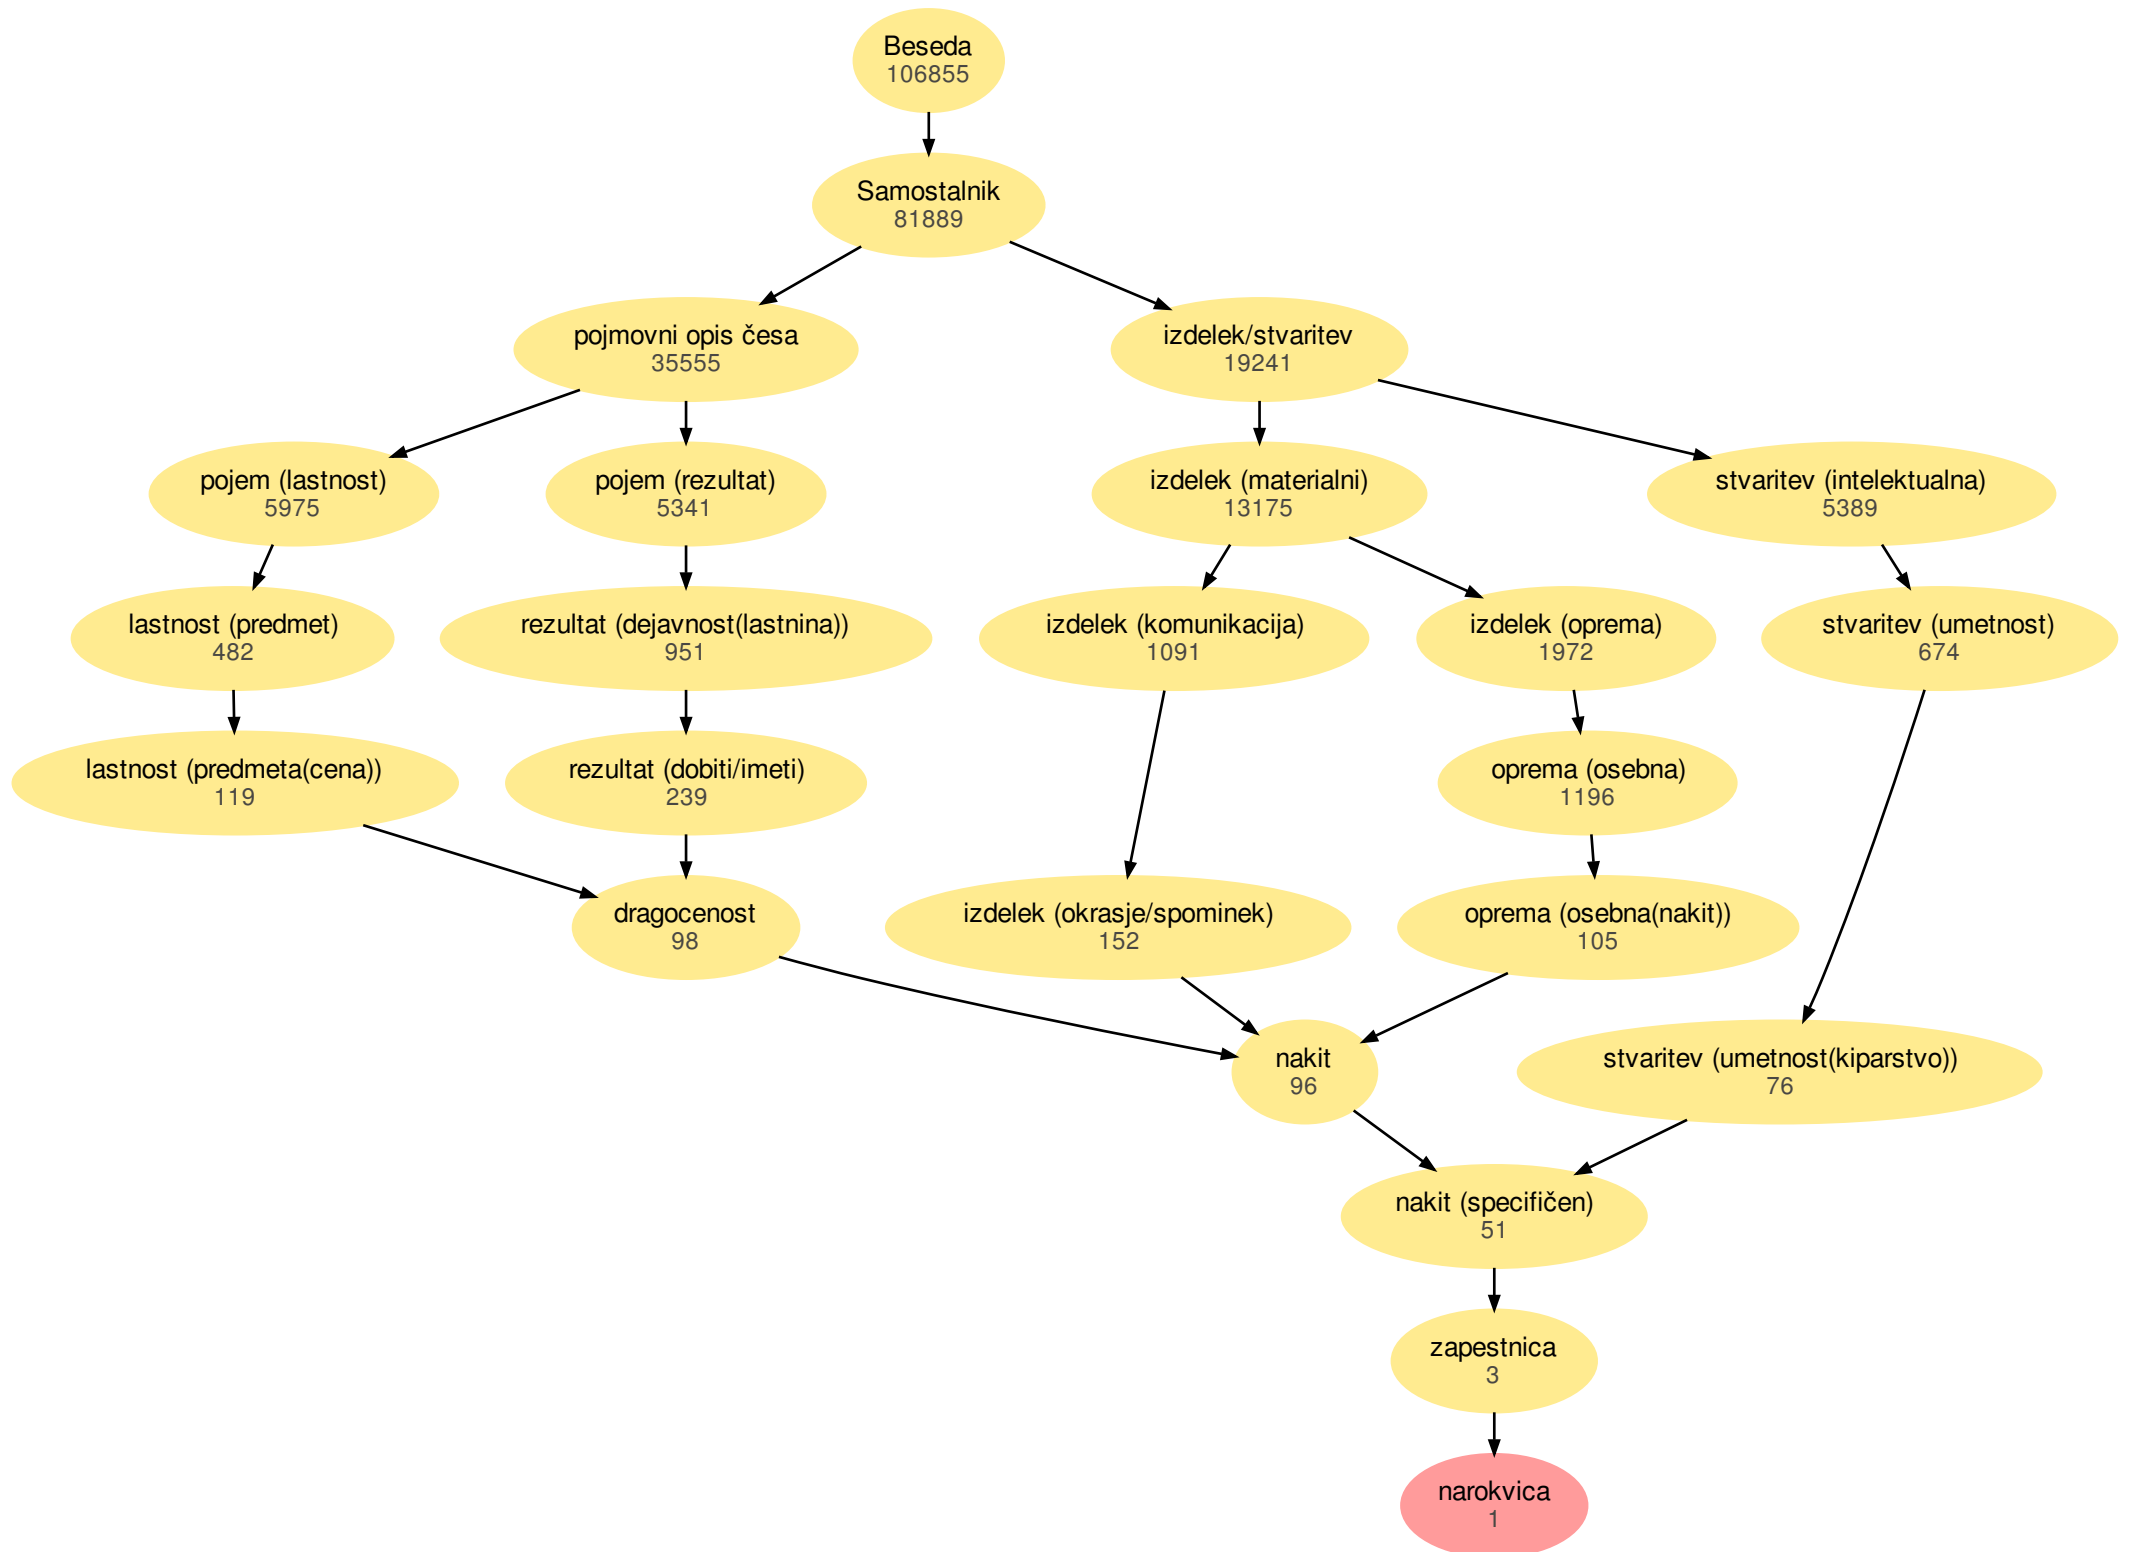 Beseda
106855
Samostalnik
81889
pojmovni opis česa
35555
izdelek/stvaritev
19241
pojem (lastnost)
5975
pojem (rezultat)
5341
izdelek (materialni)
13175
stvaritev (intelektualna)
5389
lastnost (predmet)
482
rezultat (dejavnost(lastnina))
951
izdelek (komunikacija)
1091
izdelek (oprema)
1972
stvaritev (umetnost)
674
lastnost (predmeta(cena))
119
rezultat (dobiti/imeti)
239
oprema (osebna)
1196
dragocenost
98
izdelek (okrasje/spominek)
152
oprema (osebna(nakit))
105
nakit
96
stvaritev (umetnost(kiparstvo))
76
nakit (specifičen)
51
zapestnica
3
narokvica
1